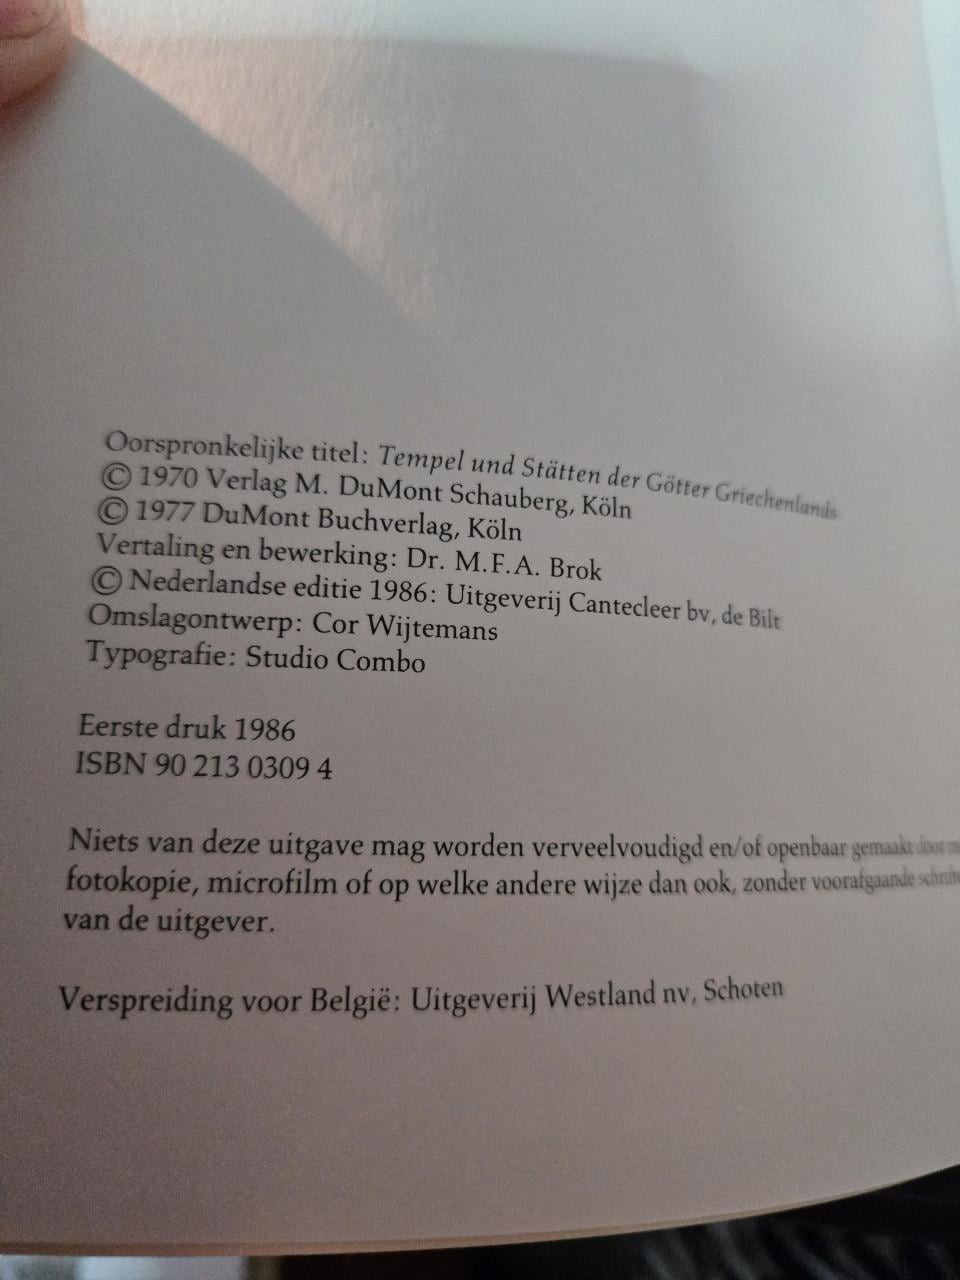 Oorspronkelijke titel: Tempel und Stätten der Götter Griechenlands
© 1970 Verlag M. DuMont Schauberg, Köln
© 1977 DuMont Buchverlag, Köln
Vertaling en bewerking: Dr. M.F.A. Brok
© Nederlandse editie 1986: Uitgeverij Cantecleer bv, de Bilt
Omslagontwerp: Cor Wijtemans
Typografie: Studio Combo
Eerste druk 1986
ISBN 90 213 0309 4
Niets van deze uitgave mag worden verveelvoudigd en/of openbaar gemaakt door
fotokopie, microfilm of op welke andere wijze dan ook, zonder voorafgaande
van de uitgever.
Verspreiding voor België: Uitgeverij Westland nv, Schoten